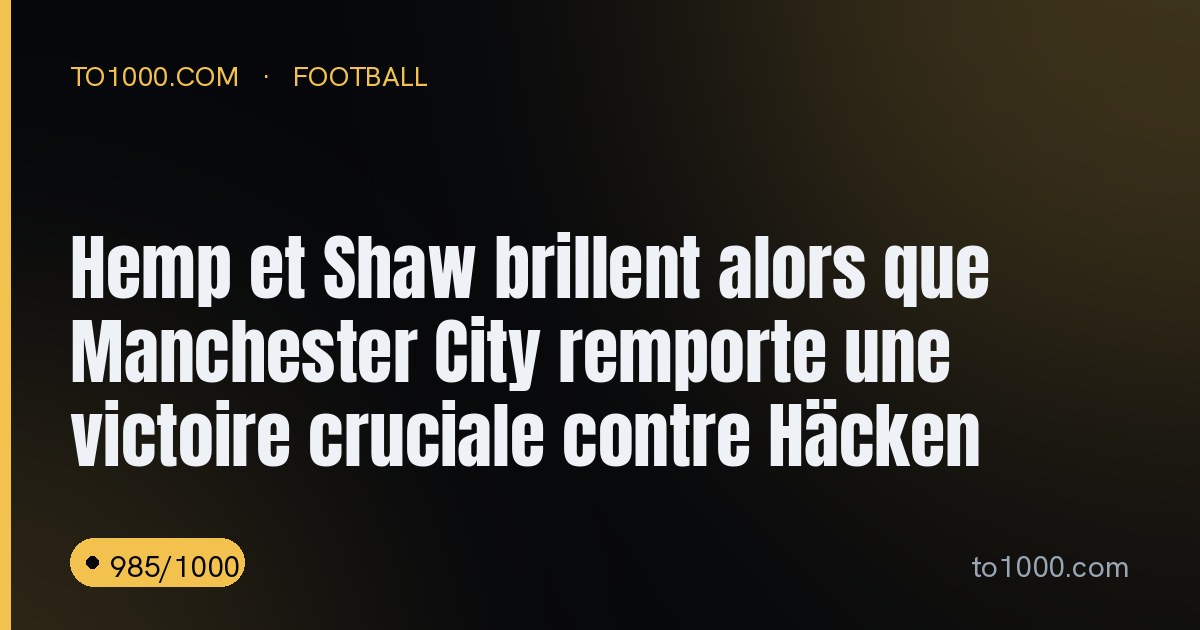 TO1000.COM · FOOTBALL
Hemp et Shaw brillent alors que
Manchester City remporte une
victoire cruciale contre Häcken
985/1000
to1000.com